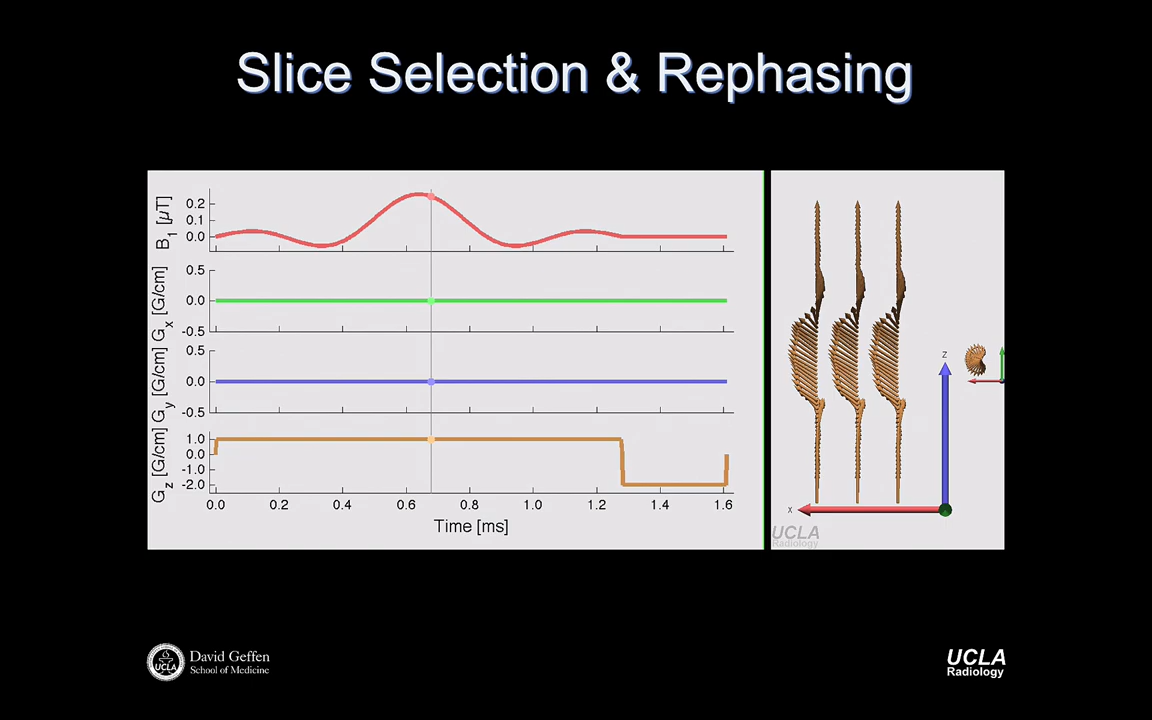 Slice Selection & Rephasing
B1 [µT]
0.2
0.1
0.0
Gx [G/cm]
0.5
0.0
-0.5
Gy [G/cm]
0.5
0.0
-0.5
Gz [G/cm]
1.0
0.0
-1.0
-2.0
0.0 0.2 0.4 0.6 0.8 1.0 1.2 1.4 1.6
Time [ms]
Z
X
UCLA
Radiology
UCLA
David Geffen
School of Medicine
UCLA
Radiology